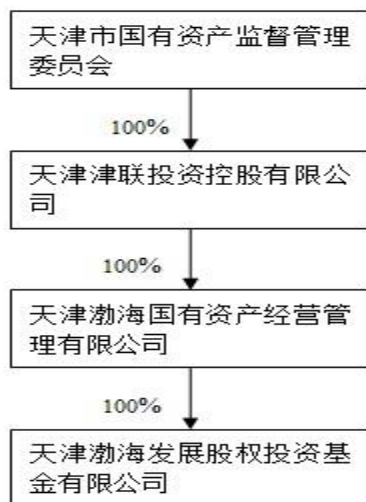 天津市国有资产监督管理
委员会
100%
天津津联投资控股有限公
司
100%
天津渤海国有资产经营管
理有限公司
100%
天津渤海发展股权投资基
金有限公司